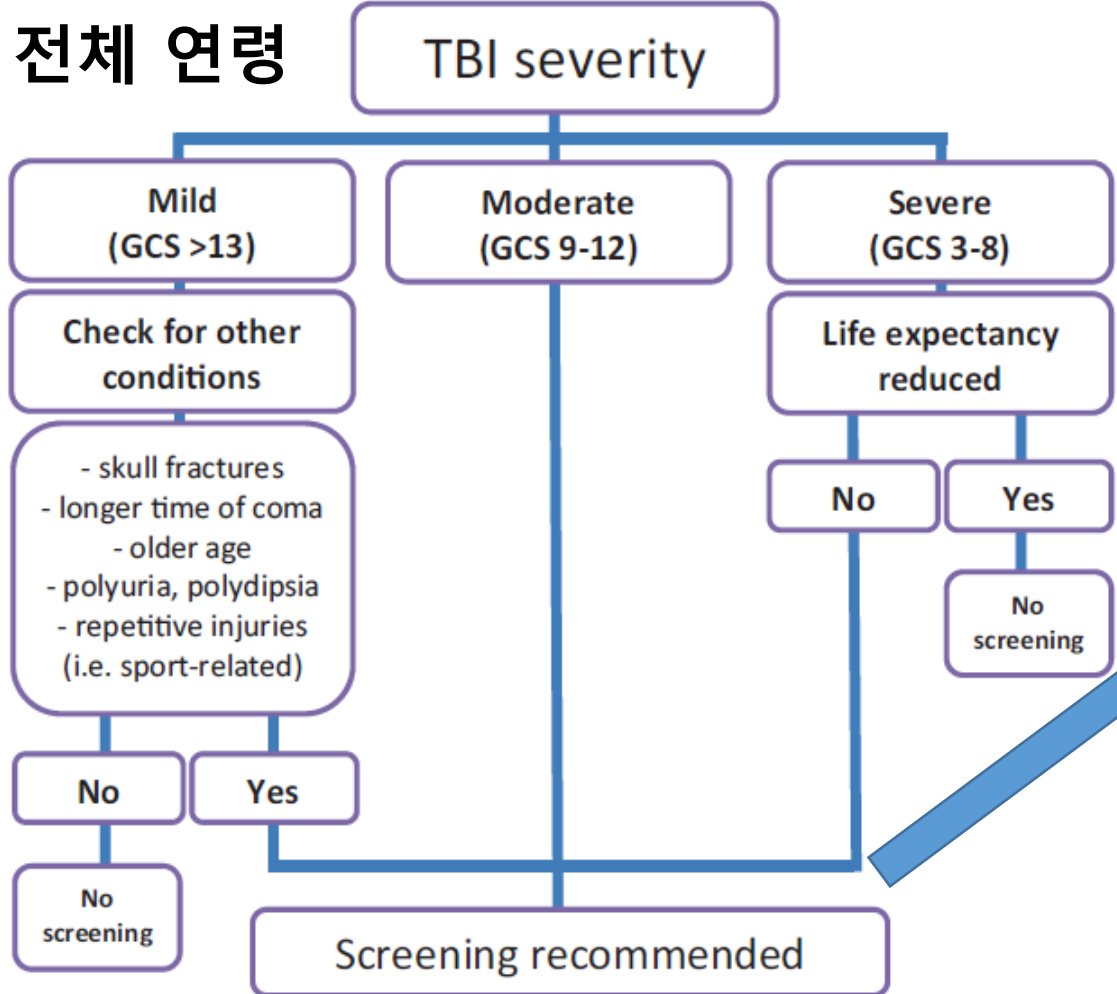 전체 연령
TBI severity
Mild
(GCS >13)
Moderate
(GCS 9-12)
Severe
(GCS 3-8)
Check for other
conditions
Life expectancy
reduced
- skull fractures
- longer time of coma
- older age
- polyuria, polydipsia
- repetitive injuries
(i.e. sport-related)
No
Yes
No
screening
No
Yes
No
screening
Screening recommended